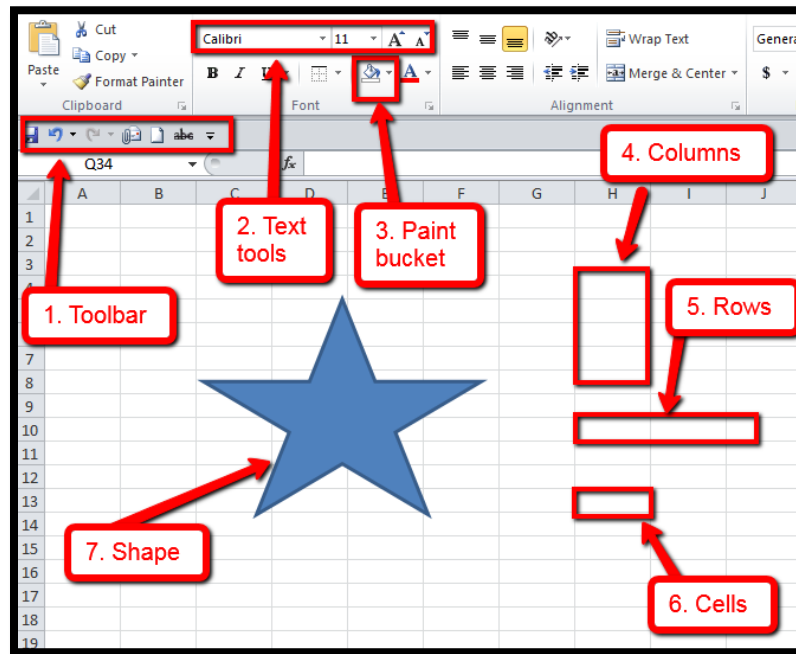 Cut
Calibri 11 A A
Wrap Text
Genera
Copy
Paste
Format Painter
B I U A
Merge & Center
$
Clipboard
Font
Alignment
abc
Q34
fx
4. Columns
A B C D E F G H I J
1
2
3
2. Text
tools
3. Paint
bucket
1. Toolbar
5. Rows
7
8
9
10
11
12
13
14
7. Shape
15
16
6. Cells
17
18
19